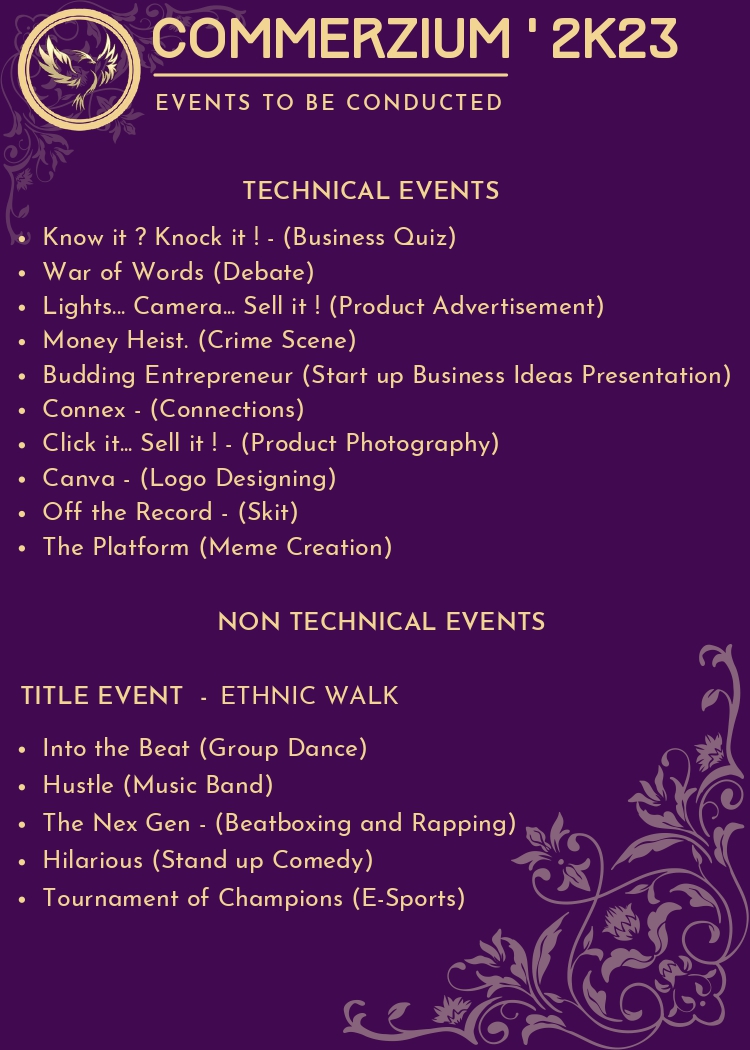 COMMERZIUM ' 2K23
EVENTS TO BE CONDUCTED
TECHNICAL EVENTS
• Know it ? Knock it ! - (Business Quiz)
• War of Words (Debate)
• Lights... Camera... Sell it ! (Product Advertisement)
• Money Heist. (Crime Scene)
• Budding Entrepreneur (Start up Business Ideas Presentation)
• Connex - (Connections)
• Click it... Sell it ! - (Product Photography)
• Canva - (Logo Designing)
• Off the Record - (Skit)
• The Platform (Meme Creation)
NON TECHNICAL EVENTS
TITLE EVENT - ETHNIC WALK
• Into the Beat (Group Dance)
• Hustle (Music Band)
• The Nex Gen - (Beatboxing and Rapping)
• Hilarious (Stand up Comedy)
• Tournament of Champions (E-Sports)